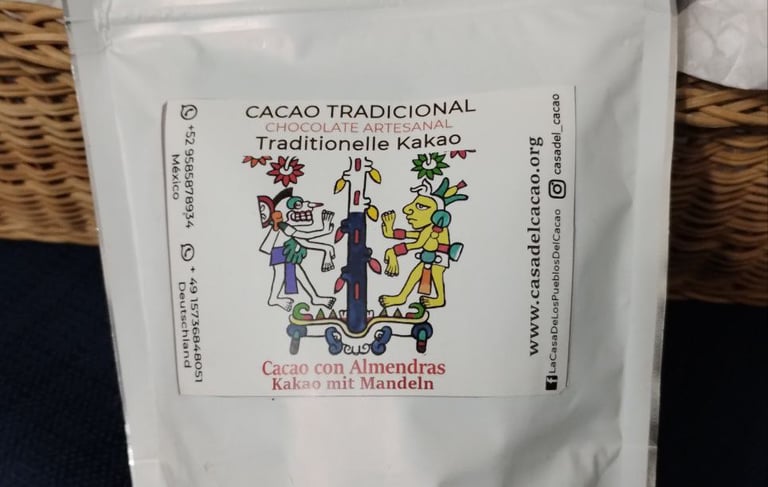 CACAO TRADICIONAL
CHOCOLATE ARTESANAL
Traditionelle Kakao
+52 9585878934
México
+ 49 15736848051
Deutschland
www.casadelcacao.org
casadel_cacao
LaCasaDeLosPueblosDelCacao
Cacao con Almendras
Kakao mit Mandeln